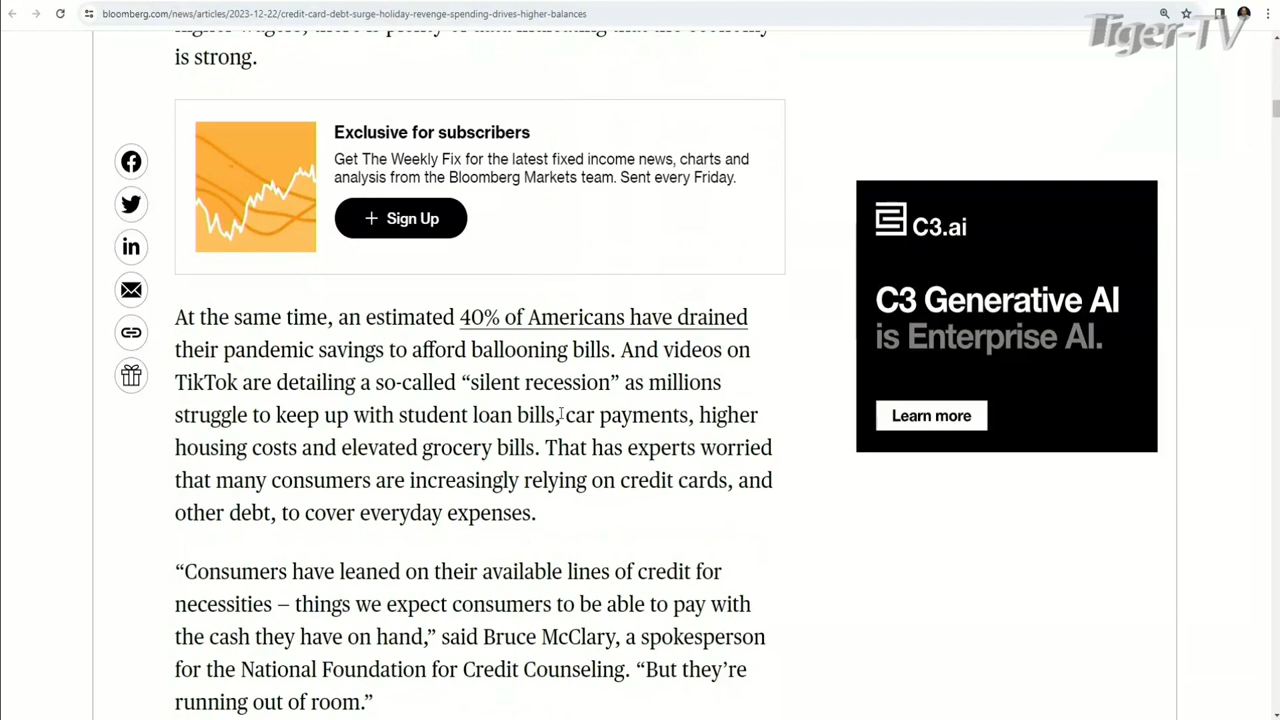 bloomberg.com/news/articles/2023-12-22/credit-card-debt-surge-holiday-revenge-spending-drives-higher-balances
Tiger-TV
is strong.
Exclusive for subscribers
Get The Weekly Fix for the latest fixed income news, charts and
analysis from the Bloomberg Markets team. Sent every Friday.
+ Sign Up
At the same time, an estimated 40% of Americans have drained
their pandemic savings to afford ballooning bills. And videos on
TikTok are detailing a so-called “silent recession” as millions
struggle to keep up with student loan bills, car payments, higher
housing costs and elevated grocery bills. That has experts worried
that many consumers are increasingly relying on credit cards, and
other debt, to cover everyday expenses.
“Consumers have leaned on their available lines of credit for
necessities – things we expect consumers to be able to pay with
the cash they have on hand,” said Bruce McClary, a spokesperson
for the National Foundation for Credit Counseling. “But they’re
running out of room.”
C3.ai
C3 Generative AI
is Enterprise AI.
Learn more